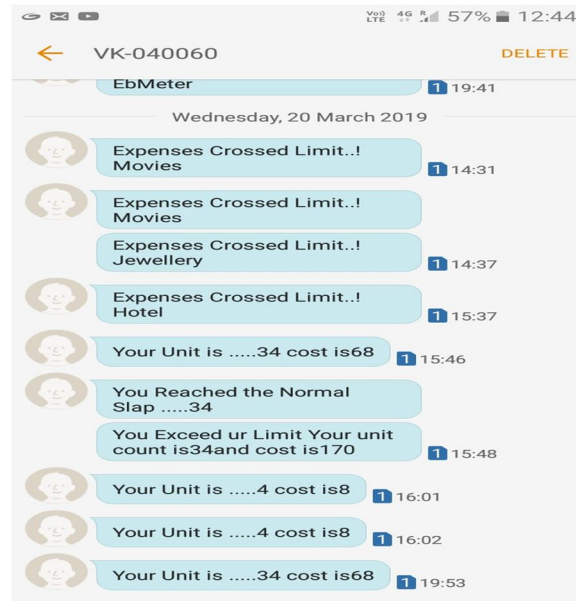 VoLTE 4G R 57% 12:44
VK-040060 DELETE
EbMeter
1 19:41
Wednesday, 20 March 2019
Expenses Crossed Limit..!
Movies
1 14:31
Expenses Crossed Limit..!
Movies
Expenses Crossed Limit..!
Jewellery
1 14:37
Expenses Crossed Limit..!
Hotel
1 15:37
Your Unit is .....34 cost is68
1 15:46
You Reached the Normal
Slap .....34
You Exceed ur Limit Your unit
count is34and cost is170
1 15:48
Your Unit is .....4 cost is8
1 16:01
Your Unit is .....4 cost is8
1 16:02
Your Unit is .....34 cost is68
1 19:53